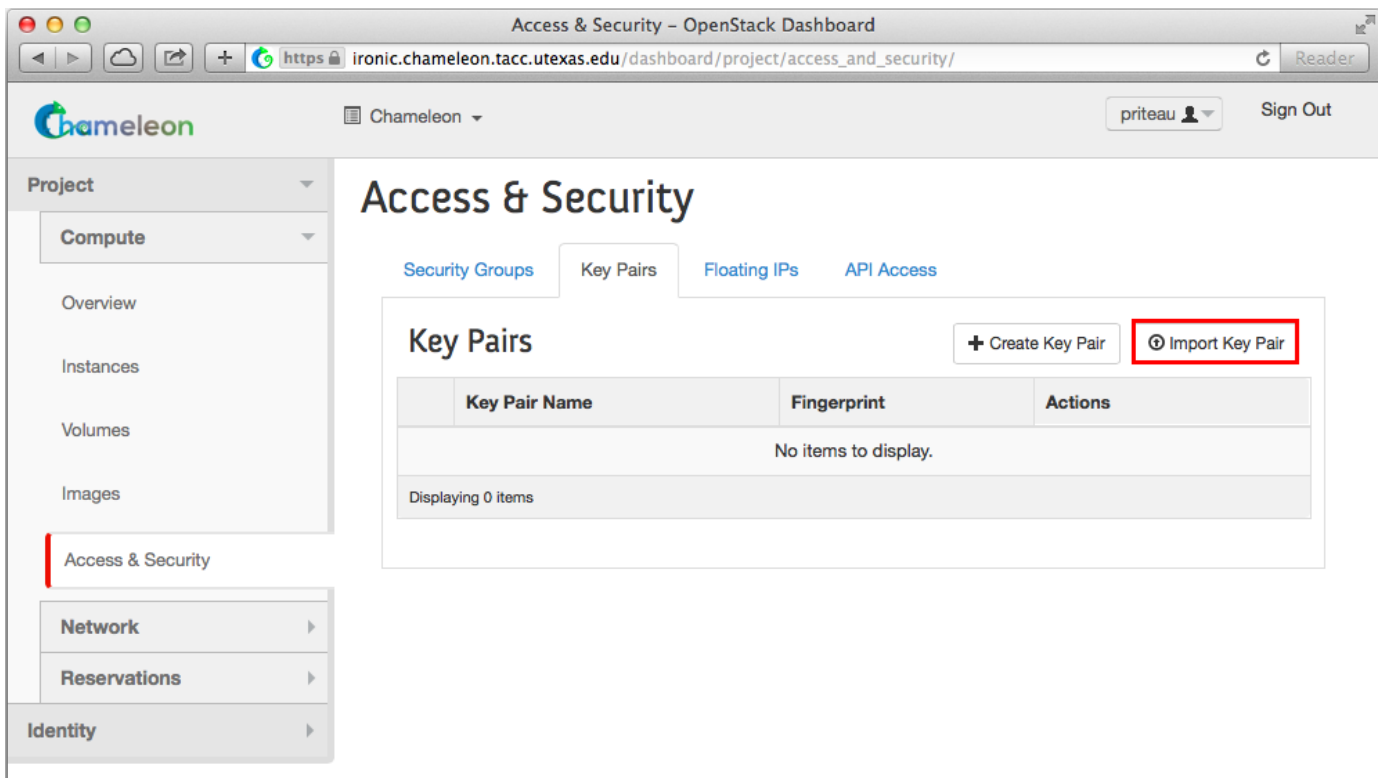 Access & Security – OpenStack Dashboard
https ironic.chameleon.tacc.utexas.edu/dashboard/project/access_and_security/ Reader
Chameleon Chameleon priteau Sign Out
Project
Compute
Overview
Instances
Volumes
Images
Access & Security
Network
Reservations
Identity
Access & Security
Security Groups Key Pairs Floating IPs API Access
Key Pairs + Create Key Pair Import Key Pair
Key Pair Name Fingerprint Actions
No items to display.
Displaying 0 items